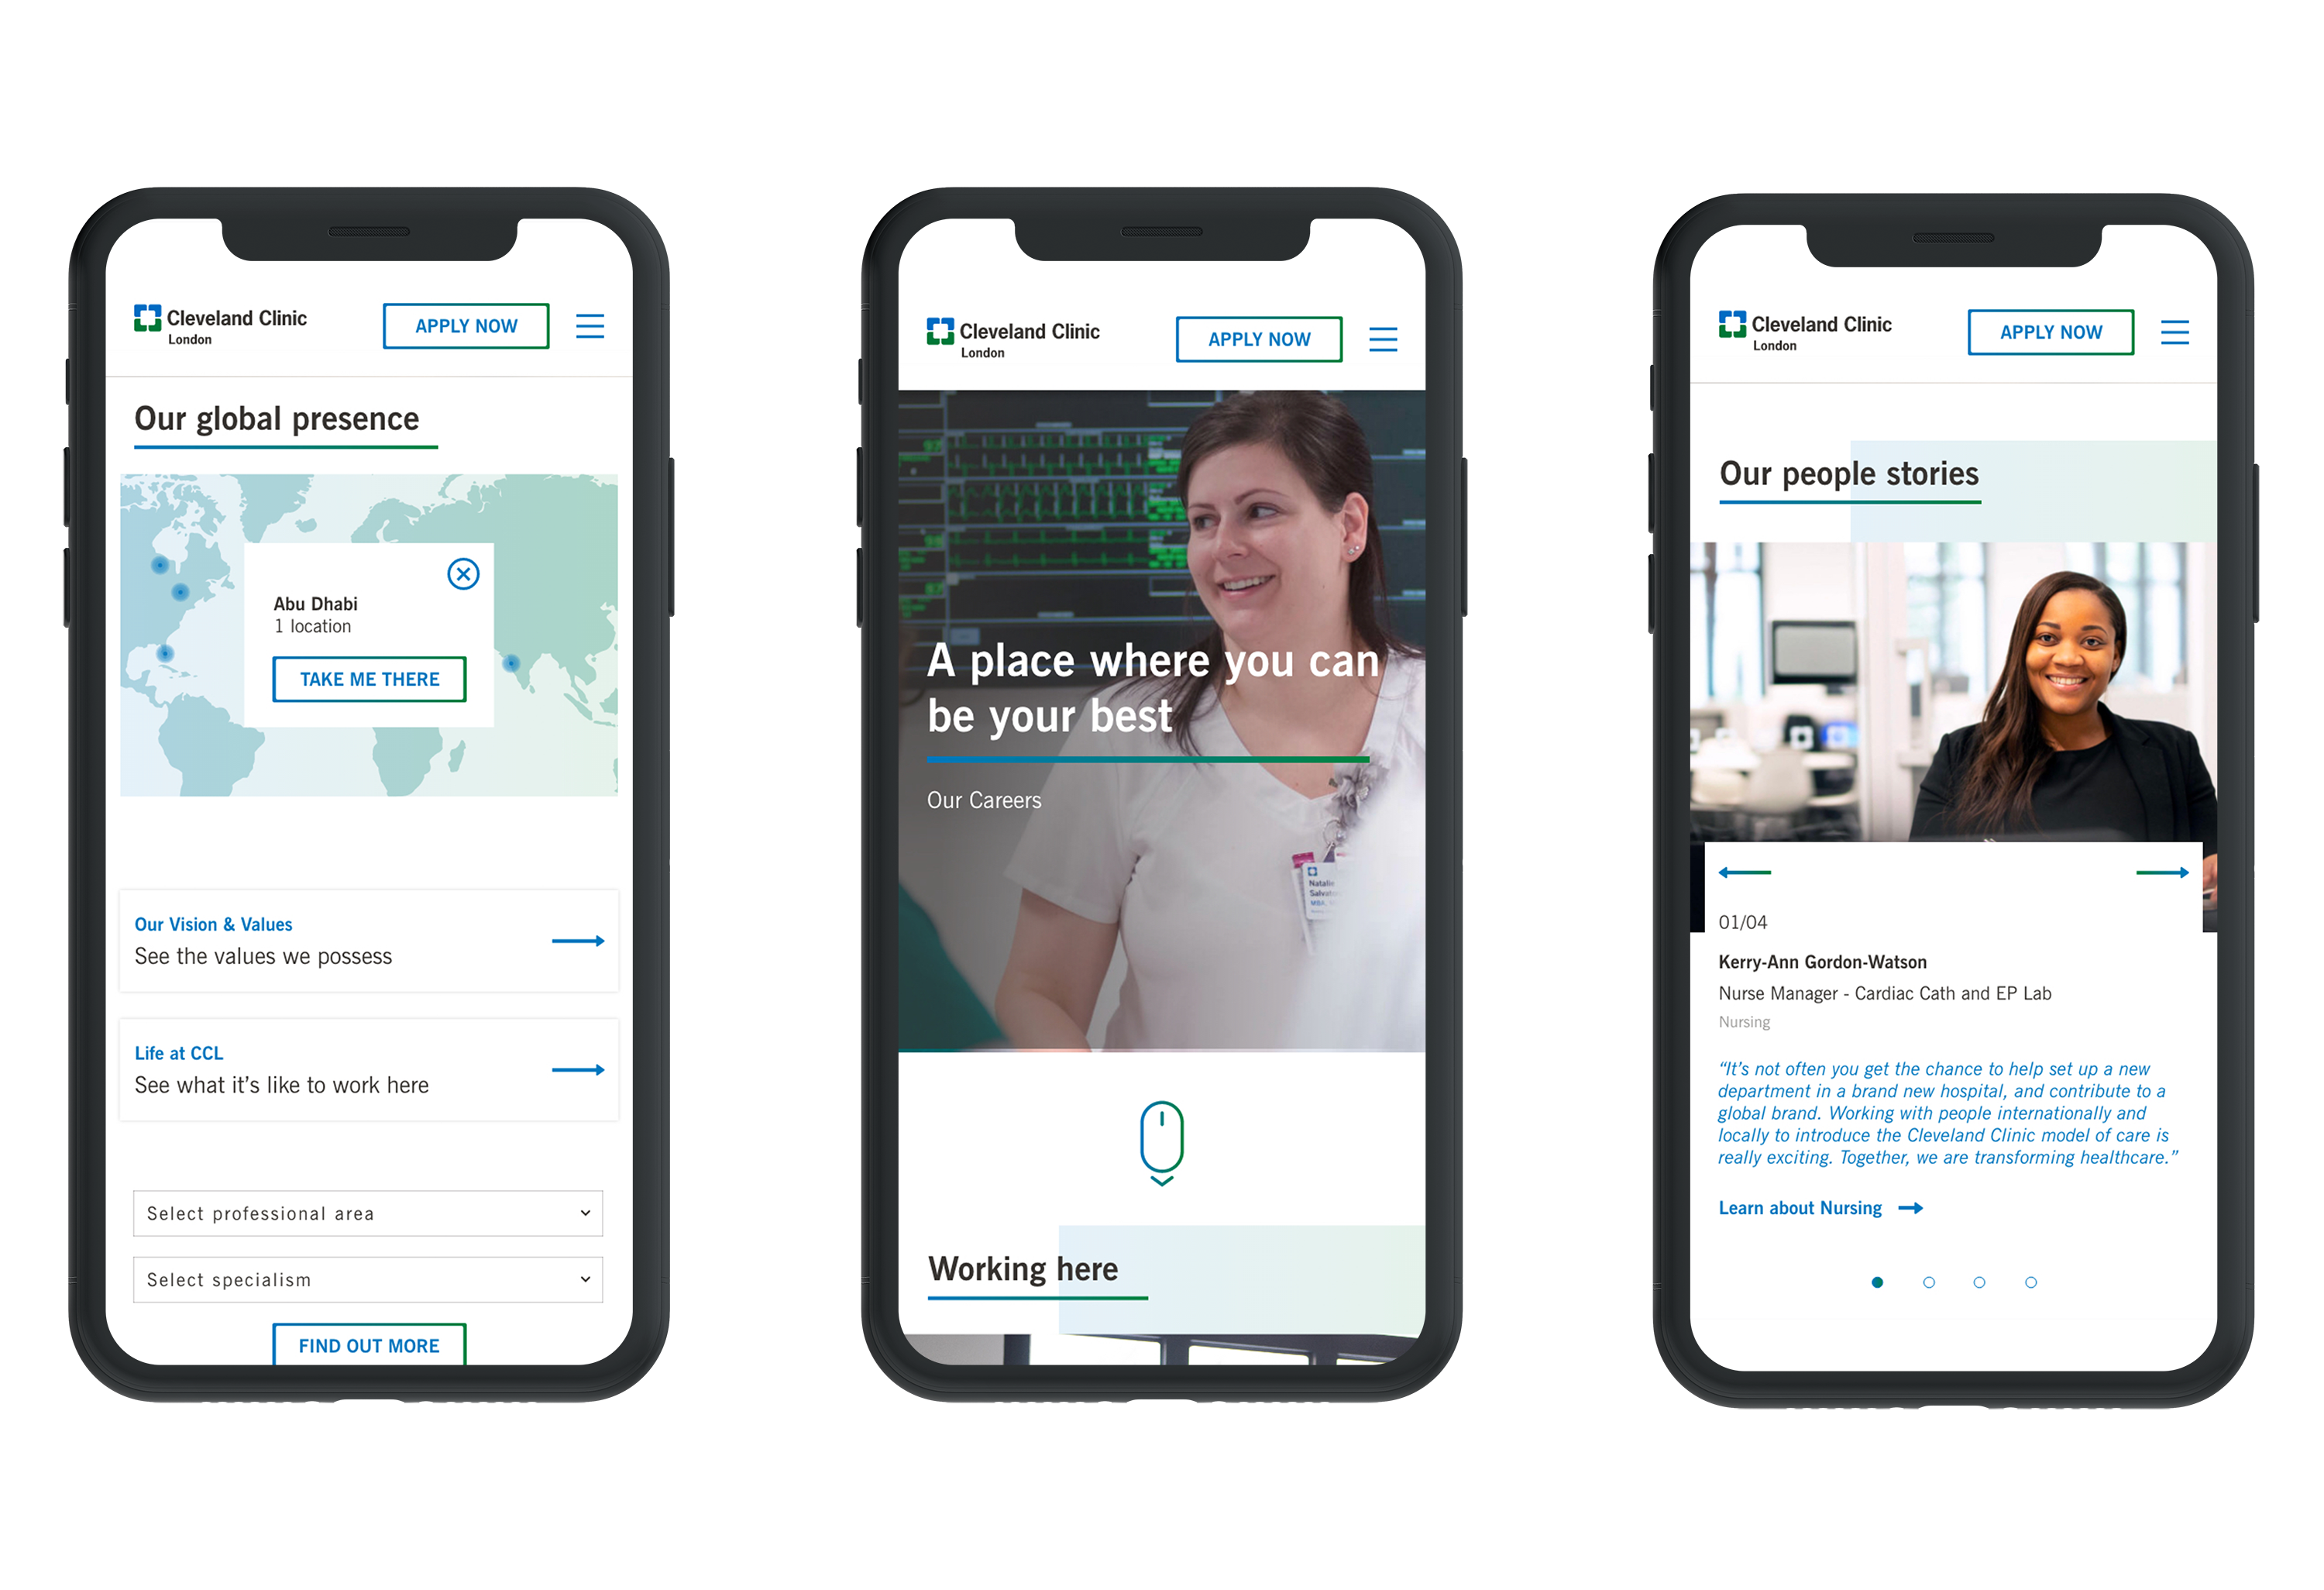 Cleveland Clinic
London
APPLY NOW
Our global presence
Abu Dhabi
1 location
TAKE ME THERE
Our Vision & Values
See the values we possess
Life at CCL
See what it’s like to work here
Select professional area
Select specialism
FIND OUT MORE
Cleveland Clinic
London
APPLY NOW
A place where you can
be your best
Our Careers
Natalie
MBA,
Working here
Cleveland Clinic
London
APPLY NOW
Our people stories
01/04
Kerry-Ann Gordon-Watson
Nurse Manager - Cardiac Cath and EP Lab
Nursing
“It’s not often you get the chance to help set up a new
department in a brand new hospital, and contribute to a
global brand. Working with people internationally and
locally to introduce the Cleveland Clinic model of care is
really exciting. Together, we are transforming healthcare.”
Learn about Nursing